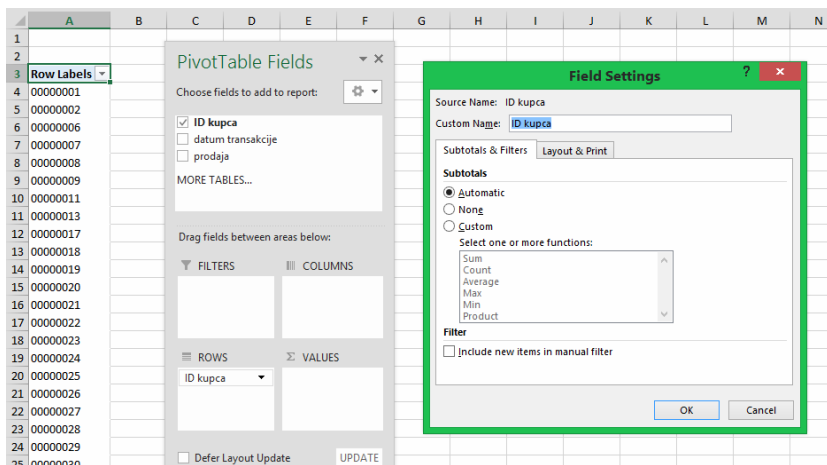 A B C D E F G H I J K L M N
1
2
3 Row Labels
4 00000001
5 00000002
6 00000006
7 00000007
8 00000008
9 00000009
10 00000011
11 00000013
12 00000017
13 00000018
14 00000019
15 00000020
16 00000021
17 00000022
18 00000023
19 00000024
20 00000025
21 00000026
22 00000027
23 00000028
24 00000029
25 00000030
PivotTable Fields
Choose fields to add to report:
ID kupca
datum transakcije
prodaja
MORE TABLES...
Drag fields between areas below:
FILTERS COLUMNS
ROWS Σ VALUES
ID kupca
Defer Layout Update UPDATE
Field Settings ? ×
Source Name: ID kupca
Custom Name: ID kupca
Subtotals & Filters Layout & Print
Subtotals
Automatic
None
Custom
Select one or more functions:
Sum
Count
Average
Max
Min
Product
Filter
Include new items in manual filter
OK Cancel